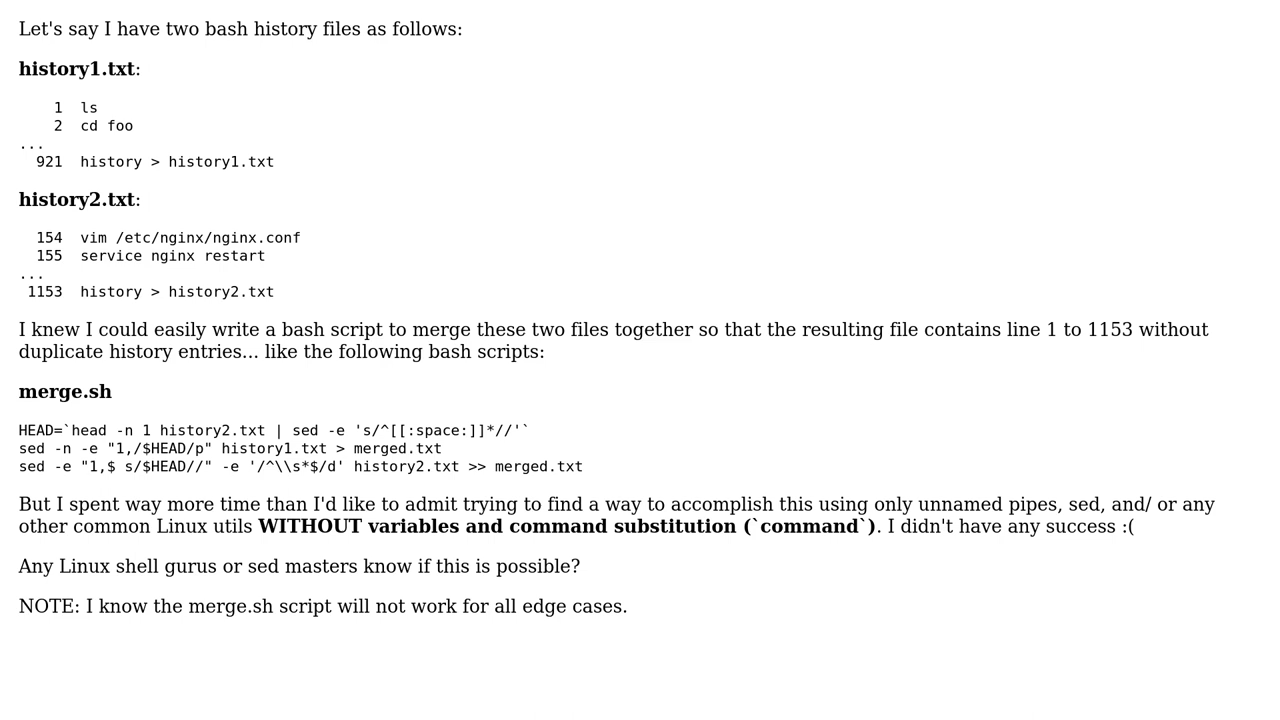 Let's say I have two bash history files as follows:
history1.txt:
    1  ls
    2  cd foo
...
  921  history > history1.txt
history2.txt:
  154  vim /etc/nginx/nginx.conf
  155  service nginx restart
...
 1153  history > history2.txt
I knew I could easily write a bash script to merge these two files together so that the resulting file contains line 1 to 1153 without
duplicate history entries... like the following bash scripts:
merge.sh
HEAD=`head -n 1 history2.txt | sed -e 's/^[[:space:]]*//'`
sed -n -e "1,/$HEAD/p" history1.txt > merged.txt
sed -e "1,$ s/$HEAD//" -e '/^\\s*$/d' history2.txt >> merged.txt
But I spent way more time than I'd like to admit trying to find a way to accomplish this using only unnamed pipes, sed, and/ or any
other common Linux utils WITHOUT variables and command substitution (`command`). I didn't have any success :(
Any Linux shell gurus or sed masters know if this is possible?
NOTE: I know the merge.sh script will not work for all edge cases.